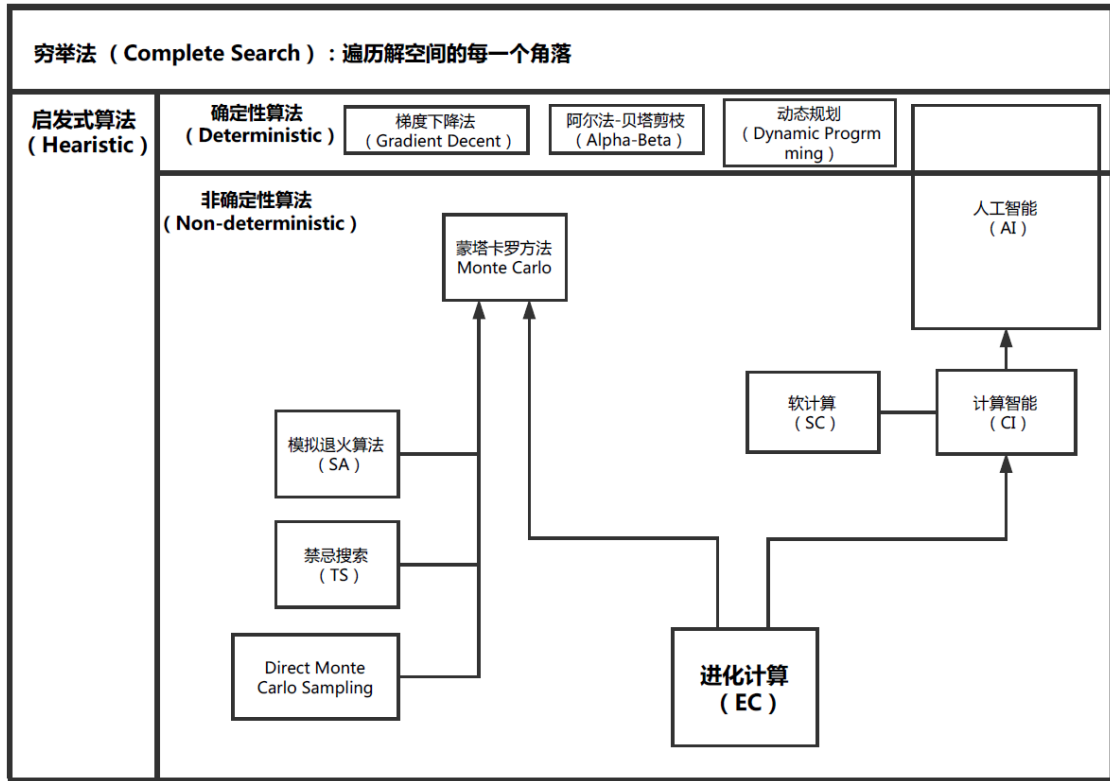 穷举法（Complete Search）：遍历解空间的每一个角落
启发式算法
（Hearistic）
确定性算法
（Deterministic）
梯度下降法
（Gradient Decent）
阿尔法-贝塔剪枝
（Alpha-Beta）
动态规划
（Dynamic Progrm
ming）
非确定性算法
（Non-deterministic）
人工智能
（AI）
蒙塔卡罗方法
Monte Carlo
软计算
（SC）
计算智能
（CI）
模拟退火算法
（SA）
禁忌搜索
（TS）
Direct Monte
Carlo Sampling
进化计算
（EC）